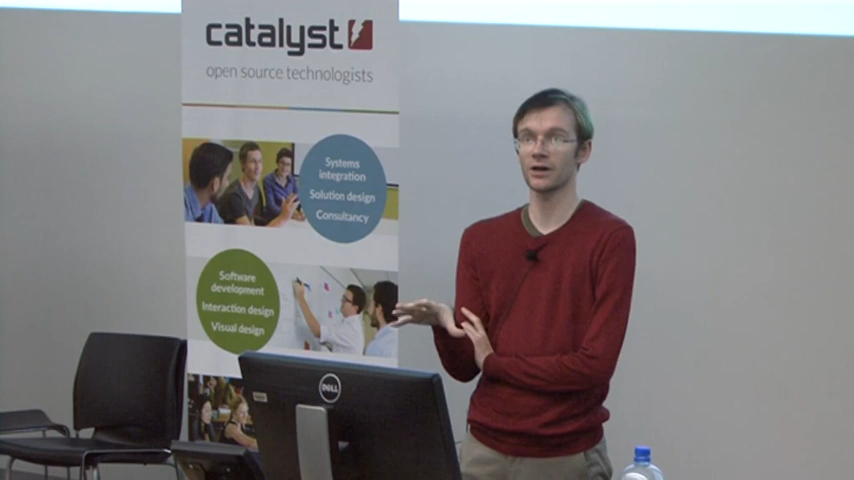 catalyst
open source technologists
Systems
integration
Solution design
Consultancy
Software
development
Interaction design
Visual design
DELL